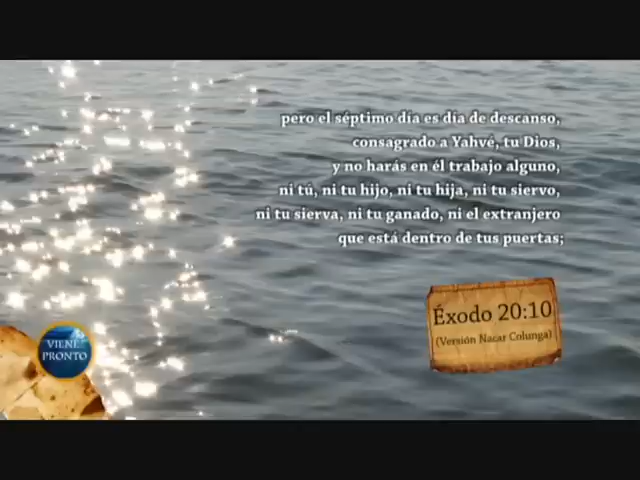 pero el séptimo día es día de descanso,
consagrado a Yahvé, tu Dios,
y no harás en él trabajo alguno,
ni tú, ni tu hijo, ni tu hija, ni tu siervo,
ni tu sierva, ni tu ganado, ni el extranjero
que está dentro de tus puertas;
Éxodo 20:10
(Versión Nacar Colunga)
VIENE
PRONTO